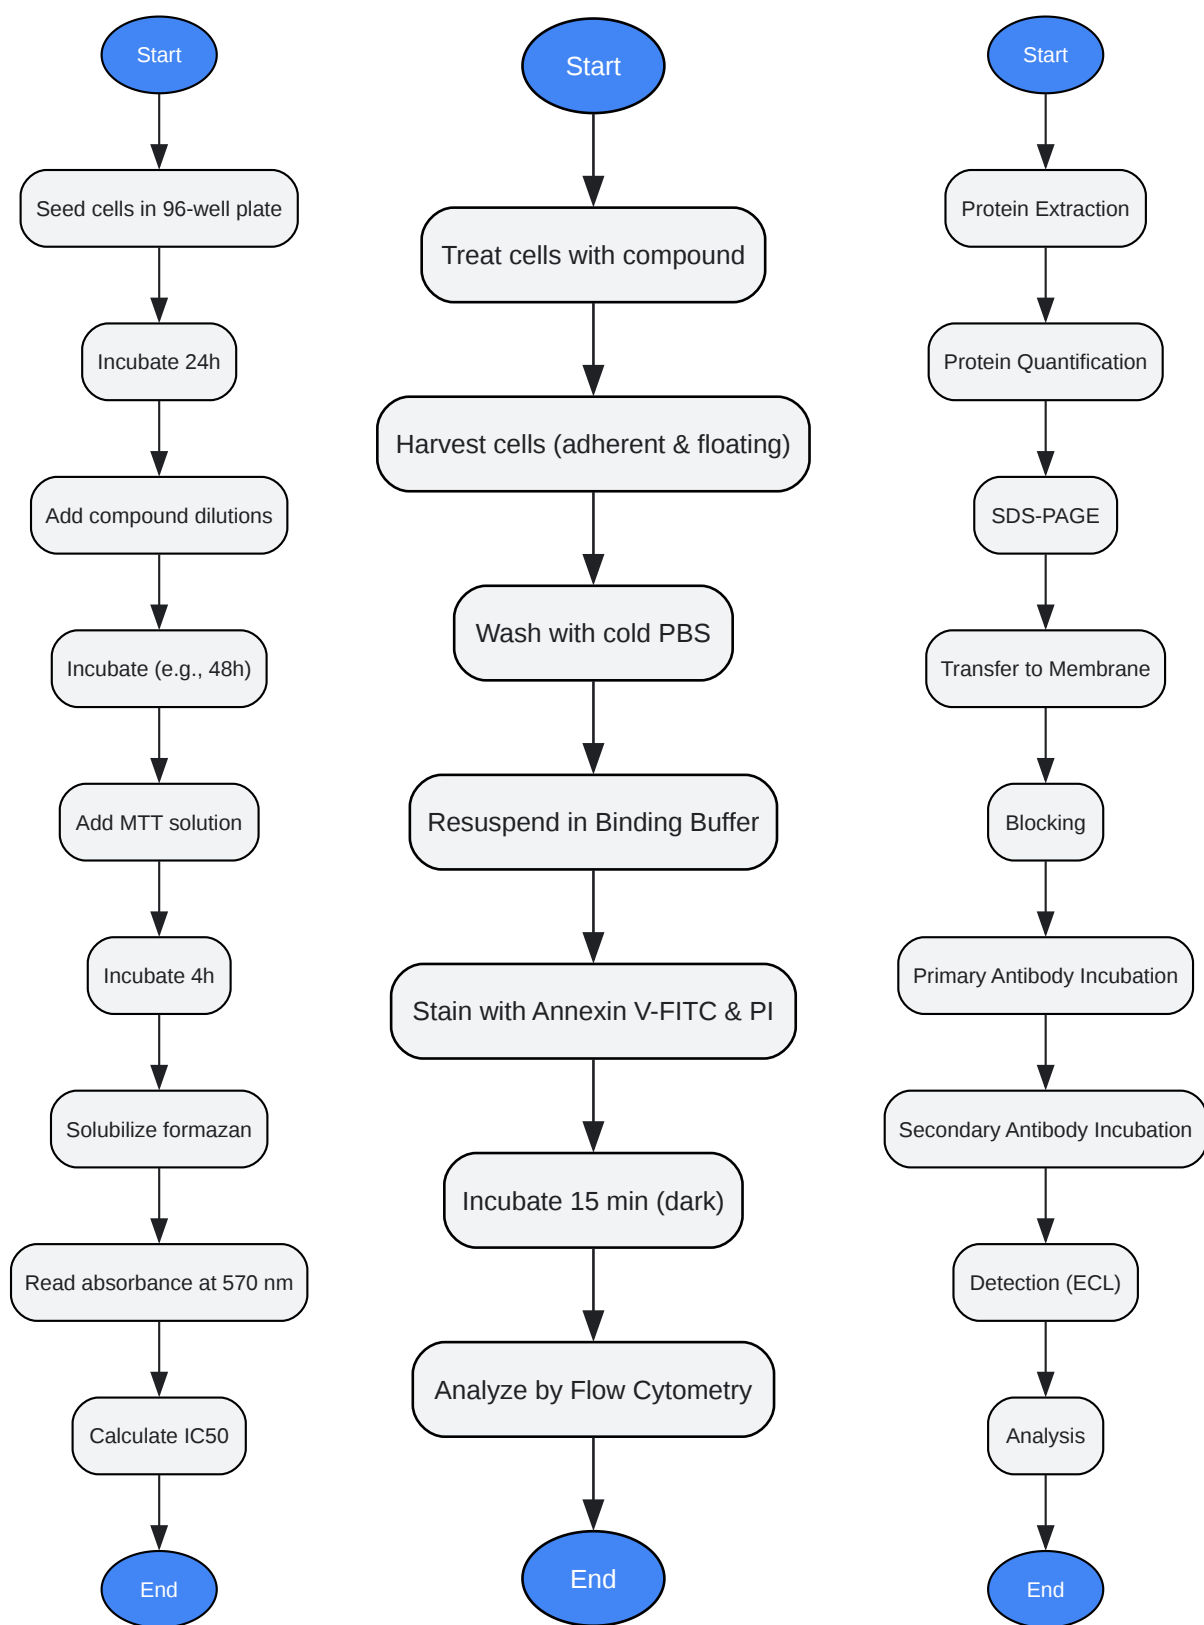 Start
Seed cells in 96-well plate
Incubate 24h
Add compound dilutions
Incubate (e.g., 48h)
Add MTT solution
Incubate 4h
Solubilize formazan
Read absorbance at 570 nm
Calculate IC50
End
Start
Treat cells with compound
Harvest cells (adherent & floating)
Wash with cold PBS
Resuspend in Binding Buffer
Stain with Annexin V-FITC & PI
Incubate 15 min (dark)
Analyze by Flow Cytometry
End
Start
Protein Extraction
Protein Quantification
SDS-PAGE
Transfer to Membrane
Blocking
Primary Antibody Incubation
Secondary Antibody Incubation
Detection (ECL)
Analysis
End